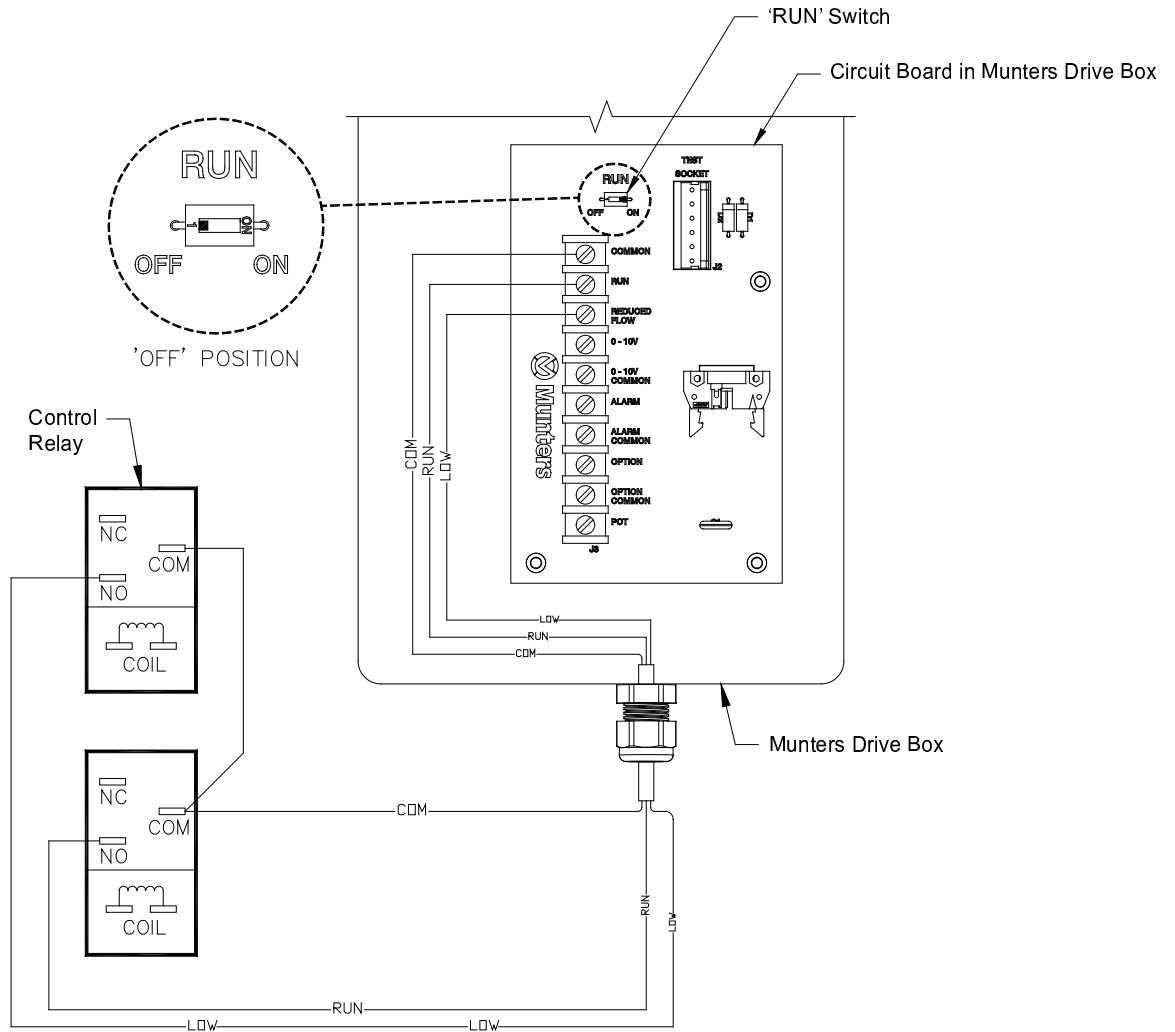 ‘RUN’ Switch
Circuit Board in Munters Drive Box
RUN
1
ON
OFF
ON
'OFF' POSITION
RUN
OFF
ON
TEST
SOCKET
J2
COMMON
RUN
REDUCED
FLOW
0 - 10V
0 - 10V
COMMON
ALARM
ALARM
COMMON
OPTION
OPTION
COMMON
POT
J3
Munters
COM
RUN
LOW
LOW
RUN
COM
Control
Relay
NC
COM
NO
COIL
Munters Drive Box
NC
COM
NO
COIL
COM
RUN
LOW
RUN
LOW
LOW